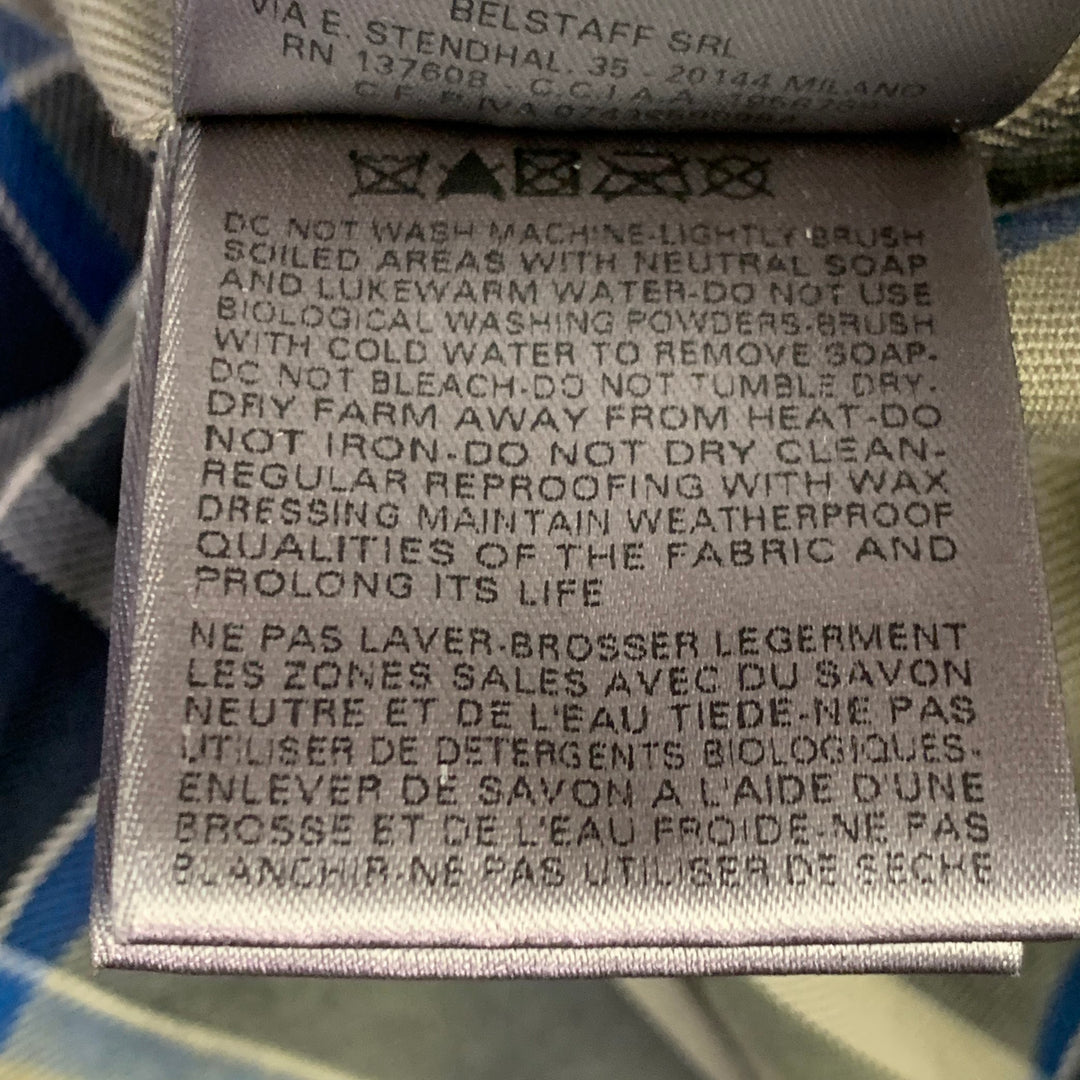 BELSTAFF SRL
VIA E. STENDHAL, 35 - 20144 MILANO
RN 137608 - C.C.I.A.A.
C.F. P.IVA
DO NOT WASH MACHINE-LIGHTLY BRUSH
SOILED AREAS WITH NEUTRAL SOAP
AND LUKEWARM WATER-DO NOT USE
BIOLOGICAL WASHING POWDERS-BRUSH
WITH COLD WATER TO REMOVE SOAP-
DO NOT BLEACH-DO NOT TUMBLE DRY-
DRY FARM AWAY FROM HEAT-DO
NOT IRON-DO NOT DRY CLEAN-
REGULAR REPROOFING WITH WAX
DRESSING MAINTAIN WEATHERPROOF
QUALITIES OF THE FABRIC AND
PROLONG ITS LIFE
NE PAS LAVER-BROSSER LEGERMENT
LES ZONES SALES AVEC DU SAVON
NEUTRE ET DE L'EAU TIEDE-NE PAS
UTILISER DE DETERGENTS BIOLOGIQUES-
ENLEVER DE SAVON A L'AIDE D'UNE
BROSSE ET DE L'EAU FROIDE-NE PAS
BLANCHIR-NE PAS UTILISER DE SECHE